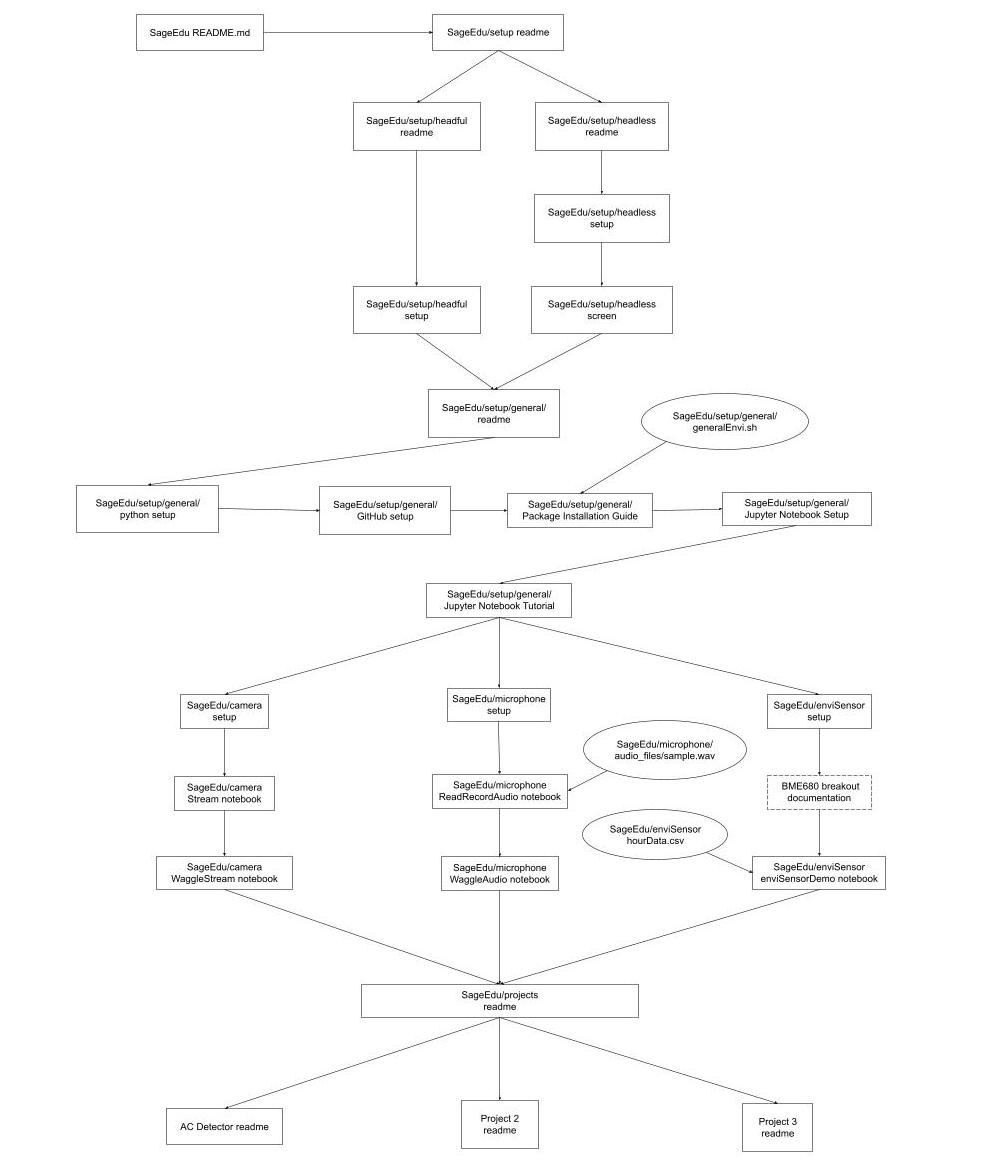 SageEdu README.md
SageEdu/setup readme
SageEdu/setup/headful
readme
SageEdu/setup/headless
readme
SageEdu/setup/headless
setup
SageEdu/setup/headful
setup
SageEdu/setup/headless
screen
SageEdu/setup/general/
readme
SageEdu/setup/general/
generalEnvi.sh
SageEdu/setup/general/
python setup
SageEdu/setup/general/
GitHub setup
SageEdu/setup/general/
Package Installation Guide
SageEdu/setup/general/
Jupyter Notebook Setup
SageEdu/setup/general/
Jupyter Notebook Tutorial
SageEdu/camera
setup
SageEdu/microphone
setup
SageEdu/enviSensor
setup
SageEdu/microphone/
audio_files/sample.wav
SageEdu/camera
Stream notebook
SageEdu/microphone
ReadRecordAudio notebook
BME680 breakout
documentation
SageEdu/enviSensor
hourData.csv
SageEdu/camera
WaggleStream notebook
SageEdu/microphone
WaggleAudio notebook
SageEdu/enviSensor
enviSensorDemo notebook
SageEdu/projects
readme
AC Detector readme
Project 2
readme
Project 3
readme